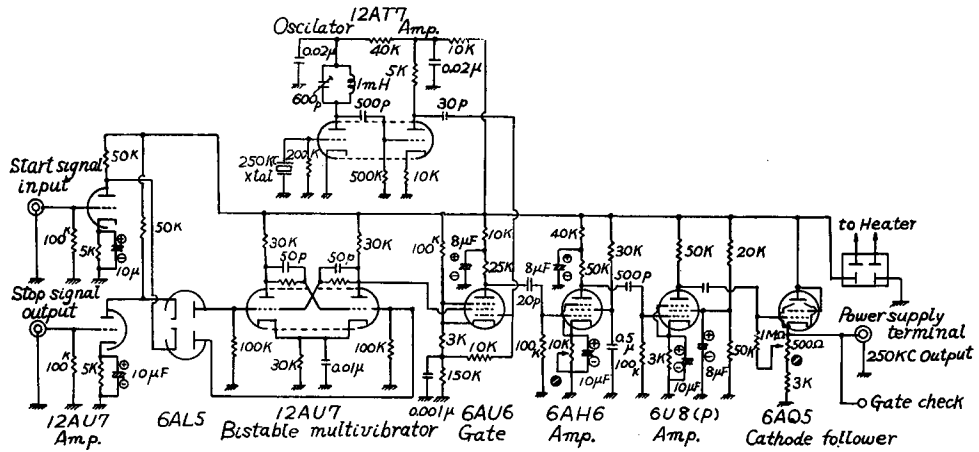 12AT7
Oscilator
Amp.
0.02μ
40K
10K
5K
0.02μ
600p
1mH
500p
30p
250KC
xtal
200K
500K
10K
50K
Start signal
input
100K
5K
10μ
50K
Stop signal
output
100K
5K
10μF
12AU7
Amp.
6AL5
30K
30K
50p
50p
100K
30K
0.01μ
100K
12AU7
Bistable multivibrator
100K
8μF
10K
25K
3K
10K
150K
0.001μ
6AU6
Gate
8μF
20p
40K
50K
30K
500p
100K
10K
10μF
0.5μ
100K
6AH6
Amp.
50K
20K
3K
10μF
8μF
50K
6U8(P)
Amp.
1MΩ
500Ω
3K
6AQ5
Cathode follower
to Heater
Power supply
terminal
250KC Output
Gate check